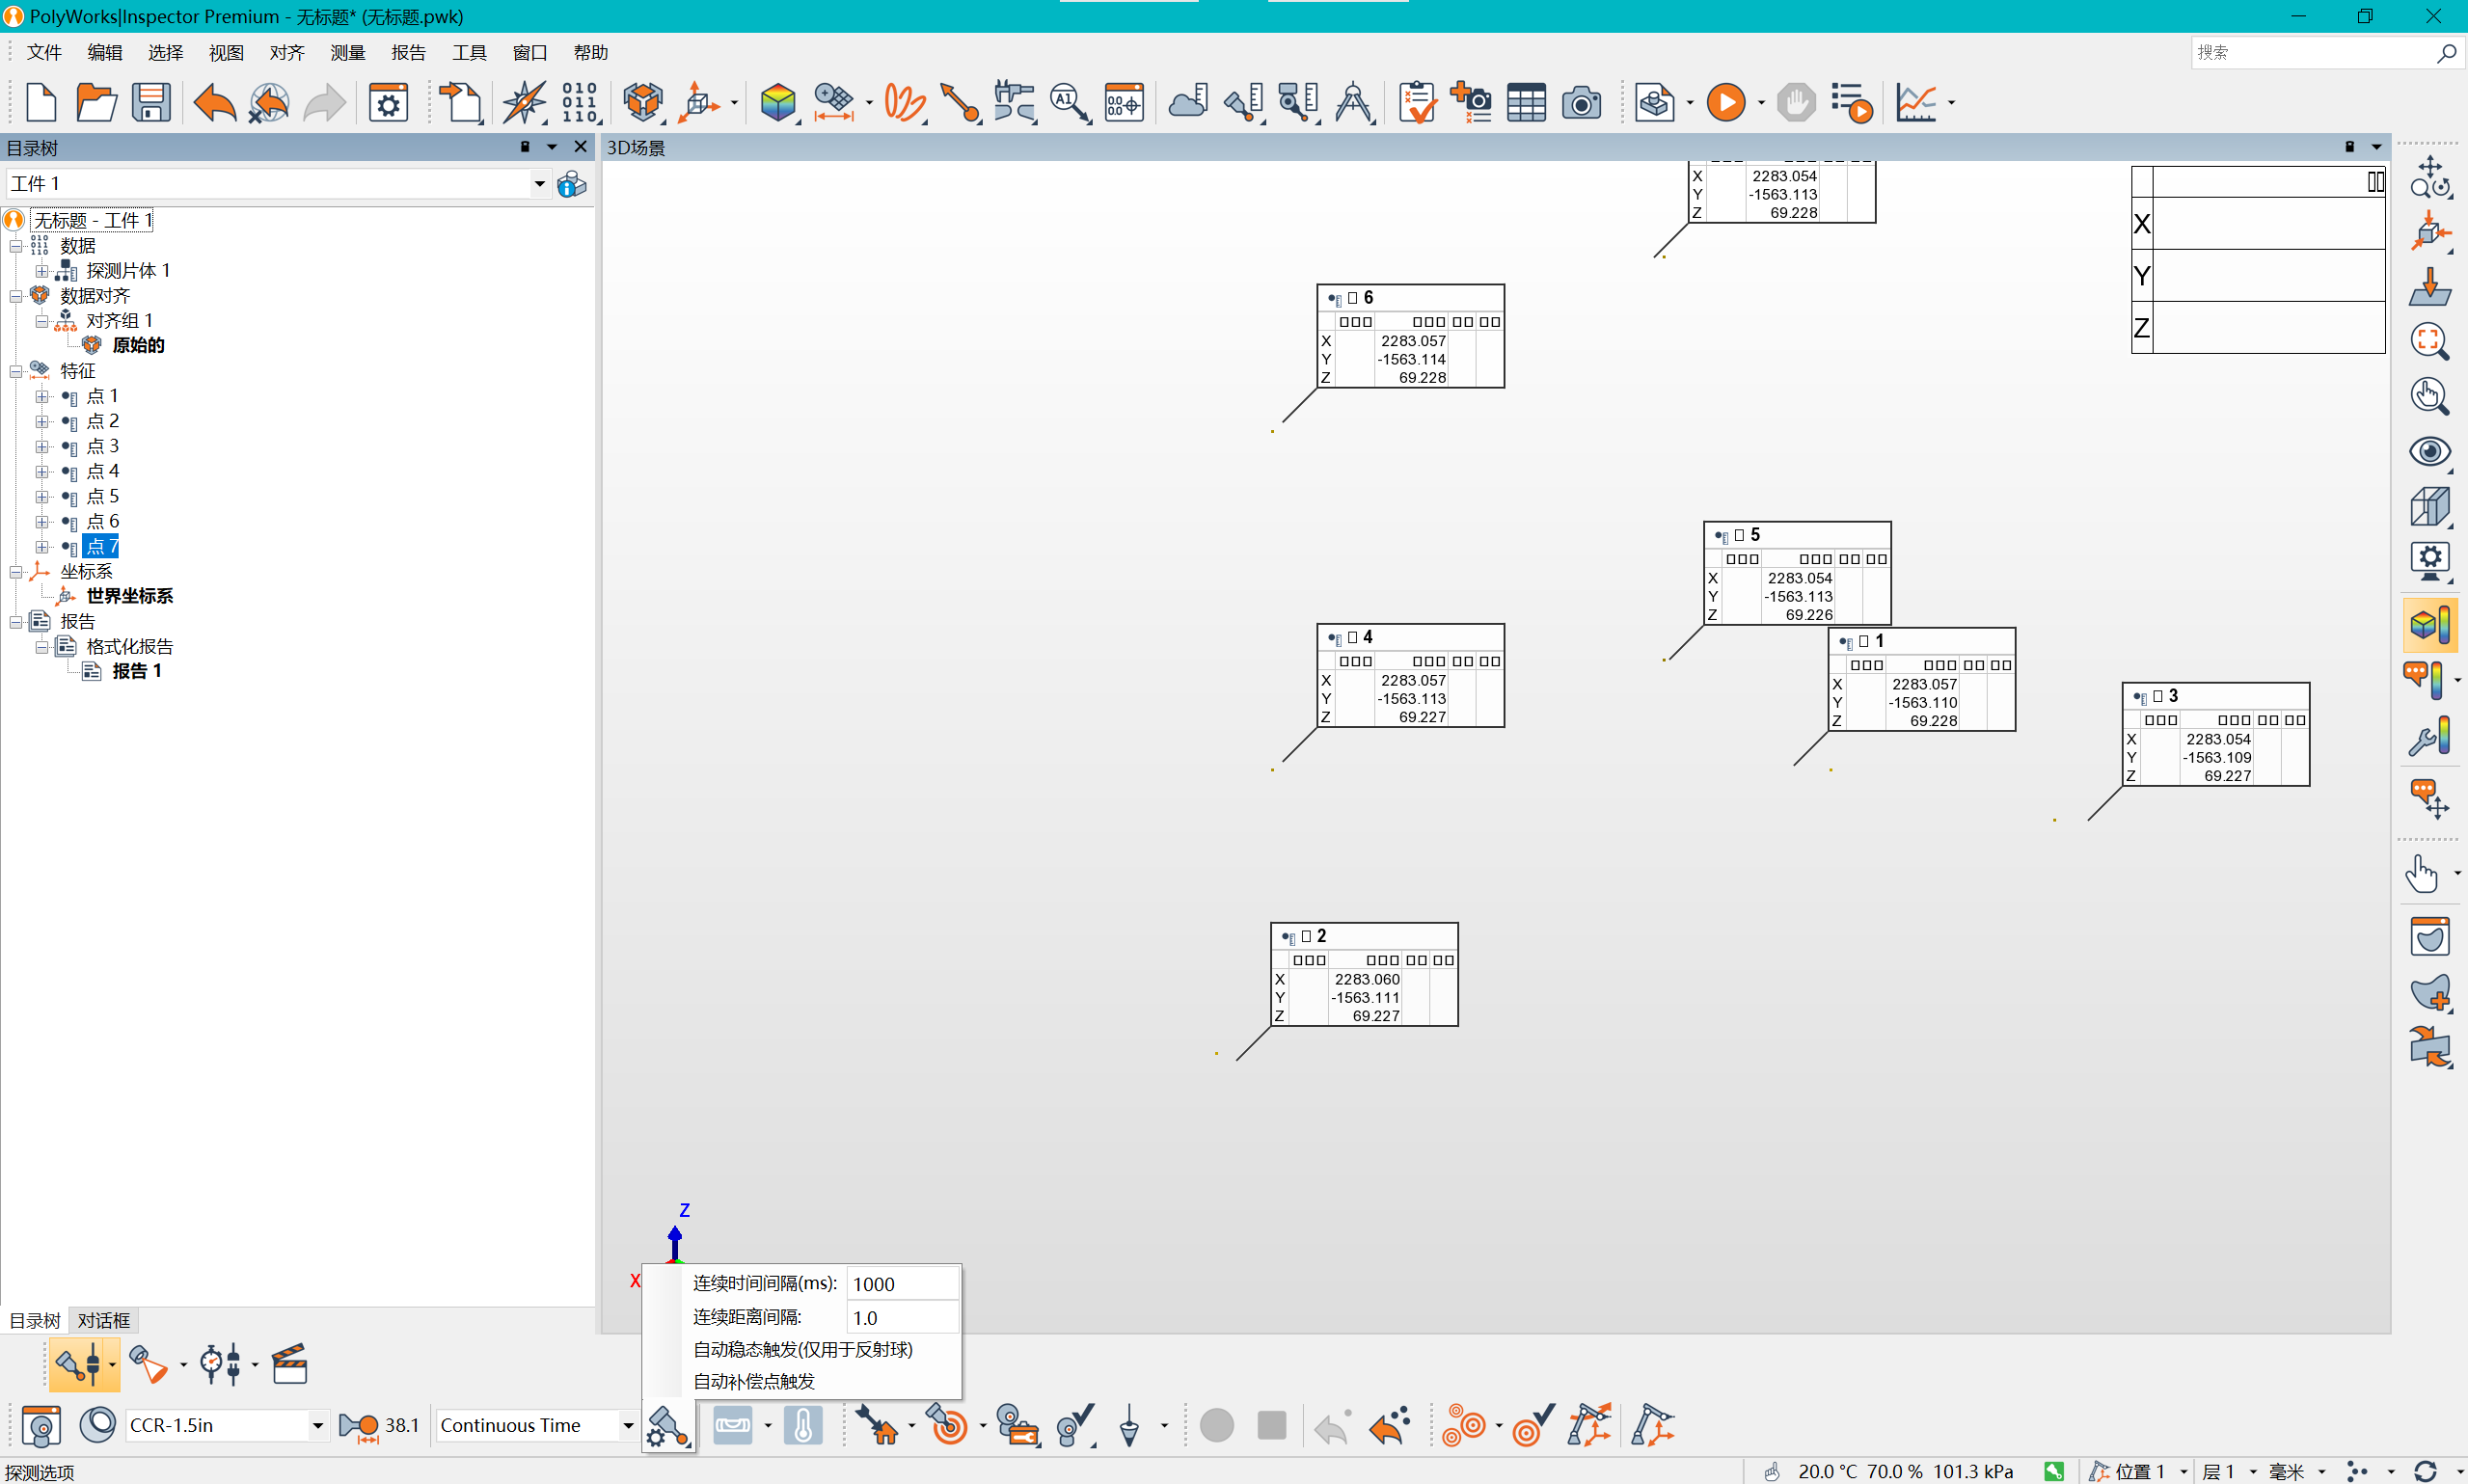 PolyWorks|Inspector Premium - 无标题* (无标题.pwk)
文件 编辑 选择 视图 对齐 测量 报告 工具 窗口 帮助
搜索
目录树
3D场景
工件 1
无标题 - 工件 1
数据
探测片体 1
数据对齐
对齐组 1
原始的
特征
点 1
点 2
点 3
点 4
点 5
点 6
点 7
坐标系
世界坐标系
报告
格式化报告
报告 1
X 2283.054
Y -1563.113
Z 69.228
X
Y
Z
6
X 2283.057
Y -1563.114
Z 69.228
5
X 2283.054
Y -1563.113
Z 69.226
4
X 2283.057
Y -1563.113
Z 69.227
1
X 2283.057
Y -1563.110
Z 69.228
3
X 2283.054
Y -1563.109
Z 69.227
2
X 2283.060
Y -1563.111
Z 69.227
Z
X
连续时间间隔(ms): 1000
连续距离间隔: 1.0
自动稳态触发(仅用于反射球)
自动补偿点触发
目录树 对话框
CCR-1.5in 38.1 Continuous Time
探测选项
20.0 °C 70.0 % 101.3 kPa 位置 1 层 1 毫米